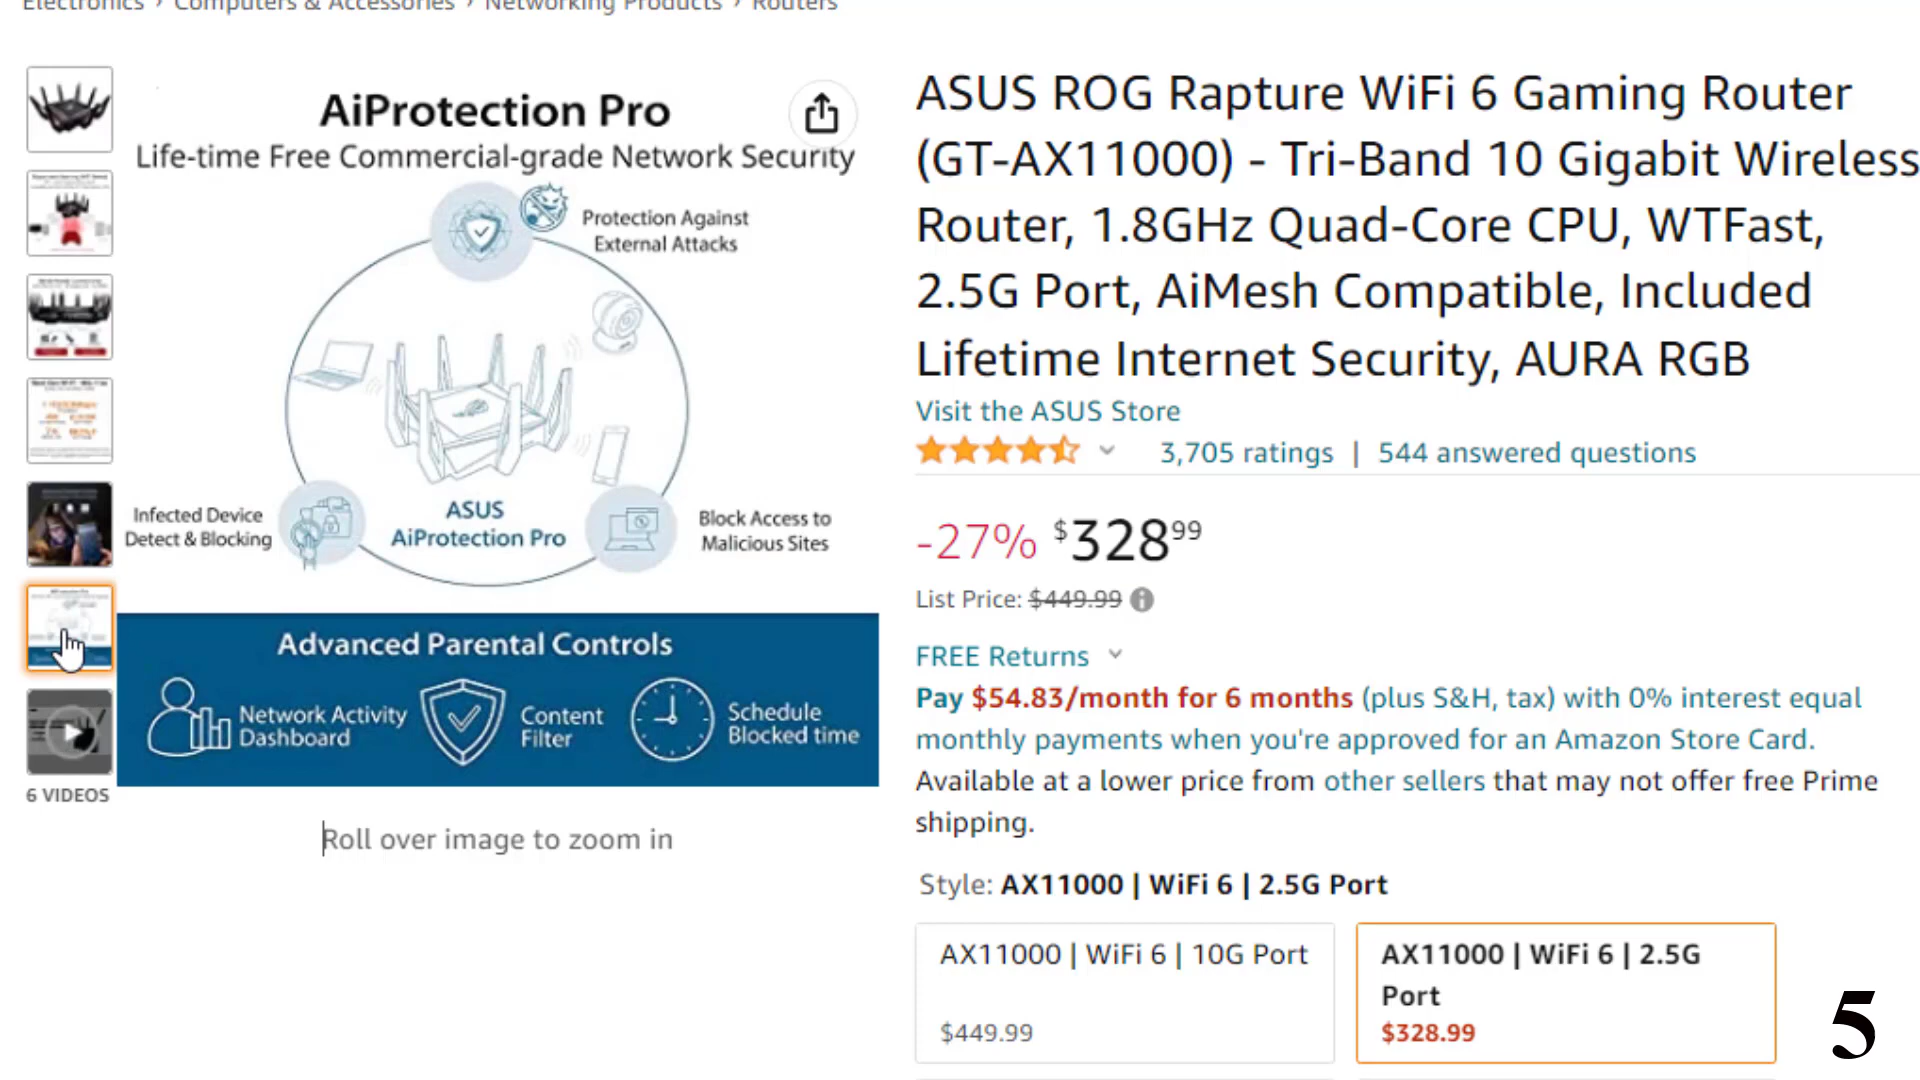 Electronics › Computers & Accessories › Networking Products › Routers
AiProtection Pro
Life-time Free Commercial-grade Network Security
Protection Against
External Attacks
Infected Device
Detect & Blocking
ASUS
AiProtection Pro
Block Access to
Malicious Sites
Advanced Parental Controls
Network Activity
Dashboard
Content
Filter
Schedule
Blocked time
6 VIDEOS
Roll over image to zoom in
ASUS ROG Rapture WiFi 6 Gaming Router
(GT-AX11000) - Tri-Band 10 Gigabit Wireless
Router, 1.8GHz Quad-Core CPU, WTFast,
2.5G Port, AiMesh Compatible, Included
Lifetime Internet Security, AURA RGB
Visit the ASUS Store
3,705 ratings | 544 answered questions
-27% $328 99
List Price: $449.99
FREE Returns
Pay $54.83/month for 6 months (plus S&H, tax) with 0% interest equal
monthly payments when you're approved for an Amazon Store Card.
Available at a lower price from other sellers that may not offer free Prime
shipping.
Style: AX11000 | WiFi 6 | 2.5G Port
AX11000 | WiFi 6 | 10G Port
$449.99
AX11000 | WiFi 6 | 2.5G
Port
$328.99
5